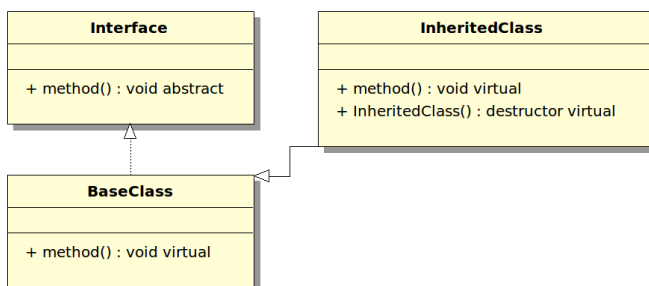 Interface
+ method() : void abstract
InheritedClass
+ method() : void virtual
+ InheritedClass() : destructor virtual
BaseClass
+ method() : void virtual